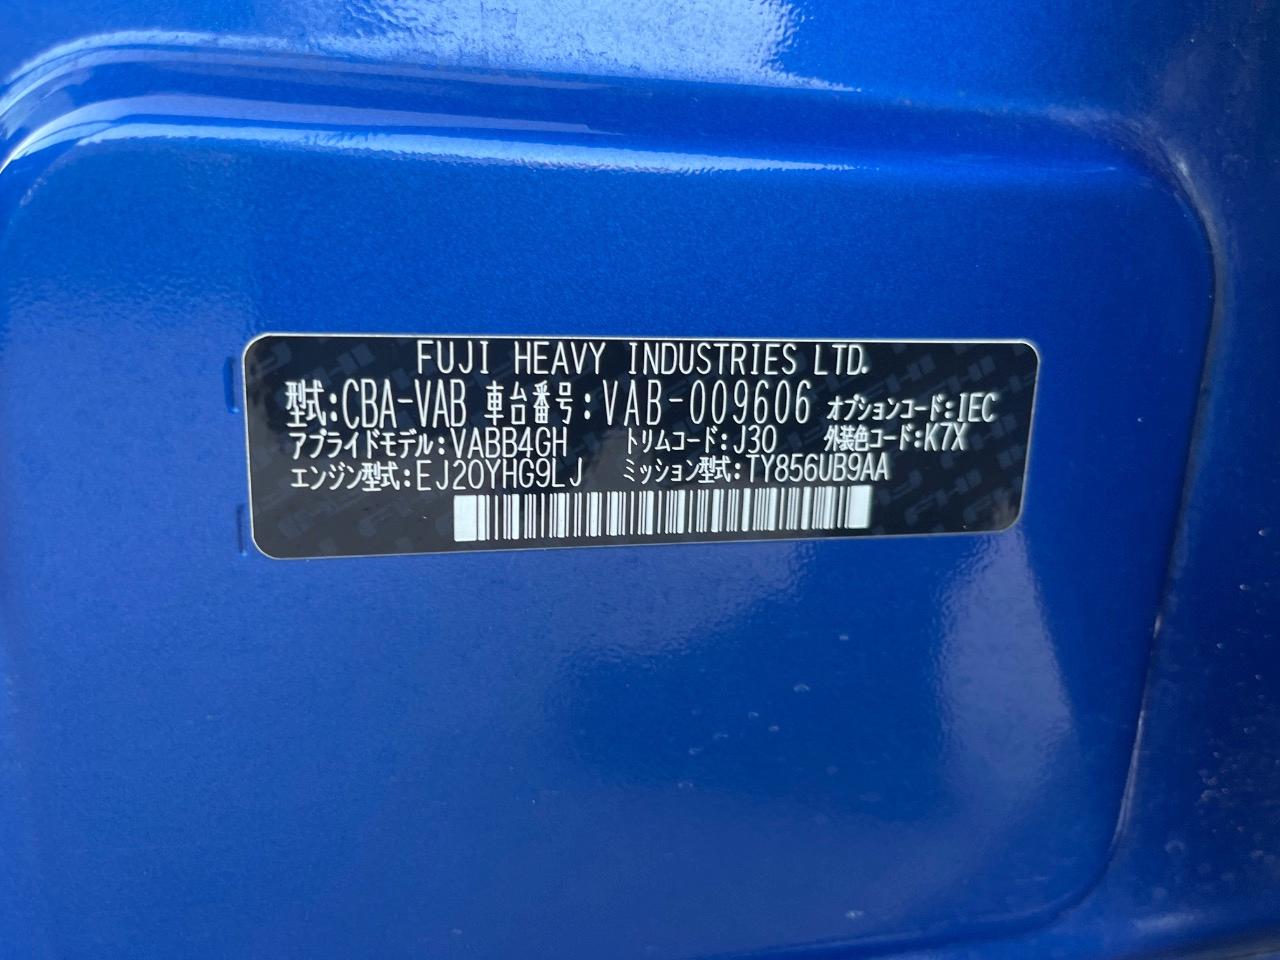 FUJI HEAVY INDUSTRIES LTD.
型式:CBA-VAB 車台番号:VAB-009606 オプションコード:IEC
アプライドモデル:VABB4GH トリムコード:J30 外装色コード:K7X
エンジン型式:EJ20YHG9LJ ミッション型式:TY856UB9AA